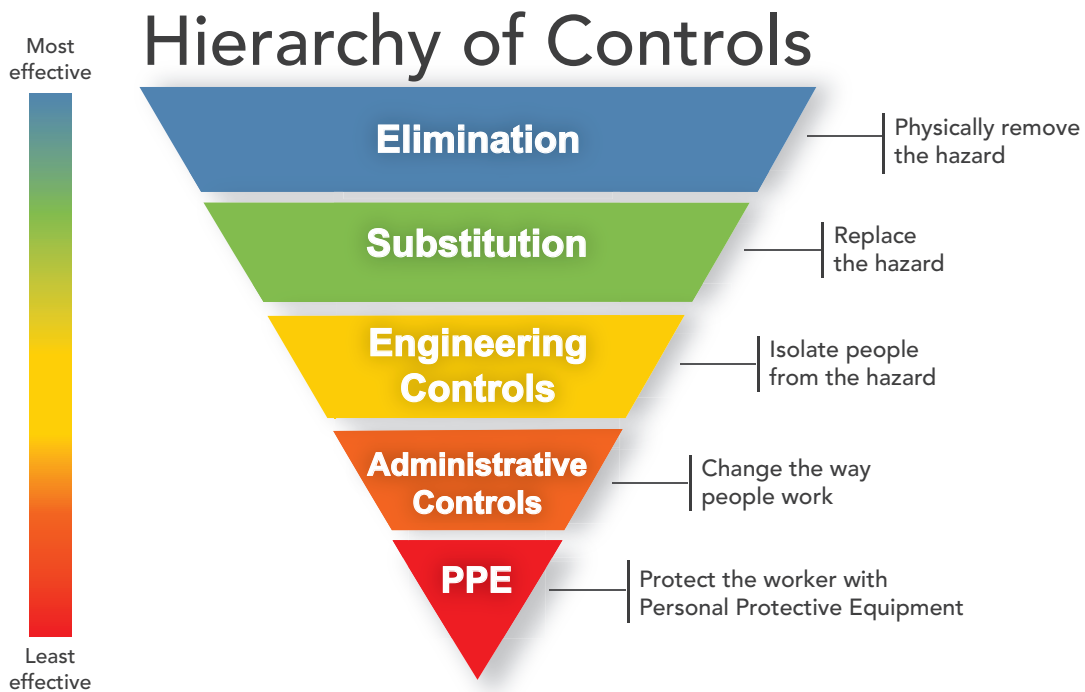 Hierarchy of Controls
Most
effective
Elimination
Physically remove
the hazard
Substitution
Replace
the hazard
Engineering
Controls
Isolate people
from the hazard
Administrative
Controls
Change the way
people work
PPE
Protect the worker with
Personal Protective Equipment
Least
effective